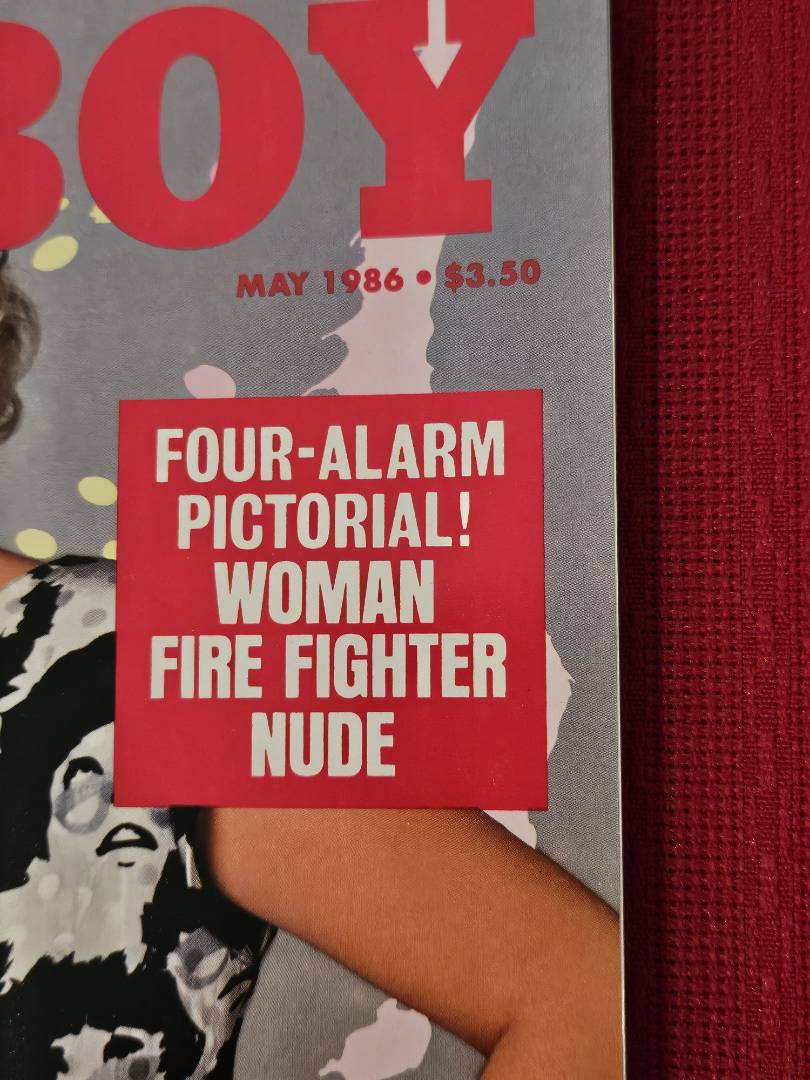 BOY
MAY 1986 • $3.50
FOUR-ALARM
PICTORIAL!
WOMAN
FIRE FIGHTER
NUDE